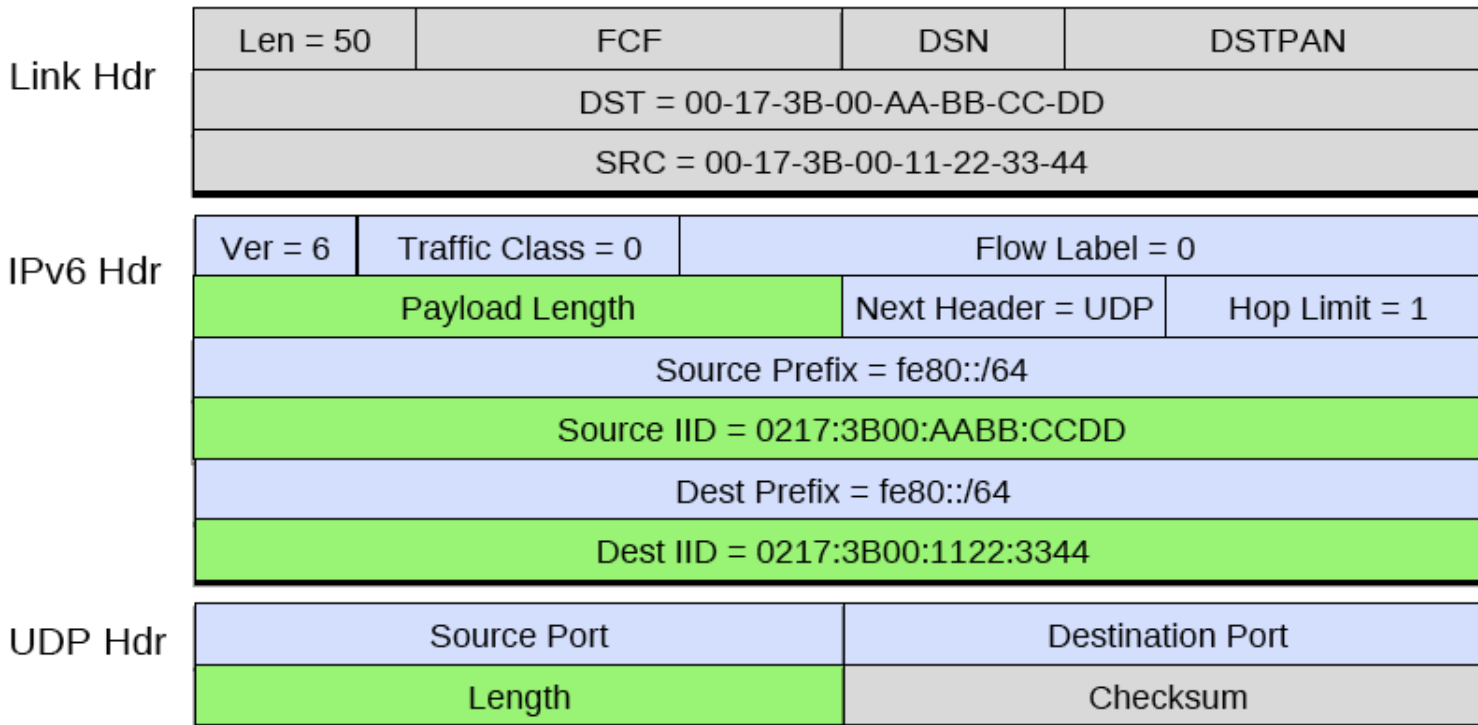 Link Hdr
Len = 50 FCF DSN DSTPAN
DST = 00-17-3B-00-AA-BB-CC-DD
SRC = 00-17-3B-00-11-22-33-44
IPv6 Hdr
Ver = 6 Traffic Class = 0 Flow Label = 0
Payload Length Next Header = UDP Hop Limit = 1
Source Prefix = fe80::/64
Source IID = 0217:3B00:AABB:CCDD
Dest Prefix = fe80::/64
Dest IID = 0217:3B00:1122:3344
UDP Hdr
Source Port Destination Port
Length Checksum